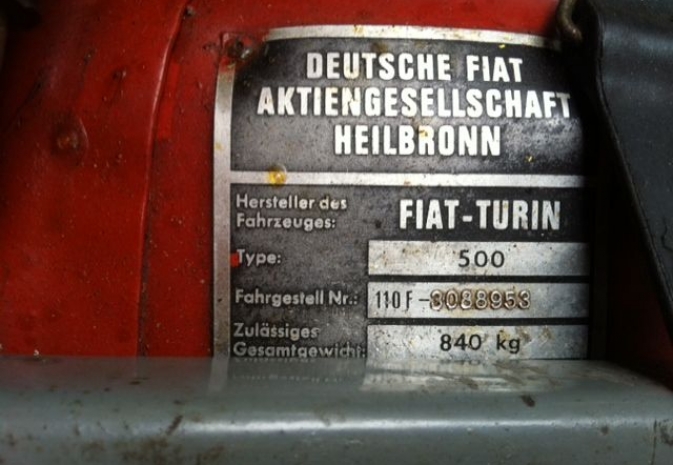 DEUTSCHE FIAT
AKTIENGESELLSCHAFT
HEILBRONN
Hersteller des
Fahrzeuges: FIAT-TURIN
Type: 500
Fahrgestell Nr.: 110 F-3088953
Zulässiges
Gesamtgewicht: 840 kg